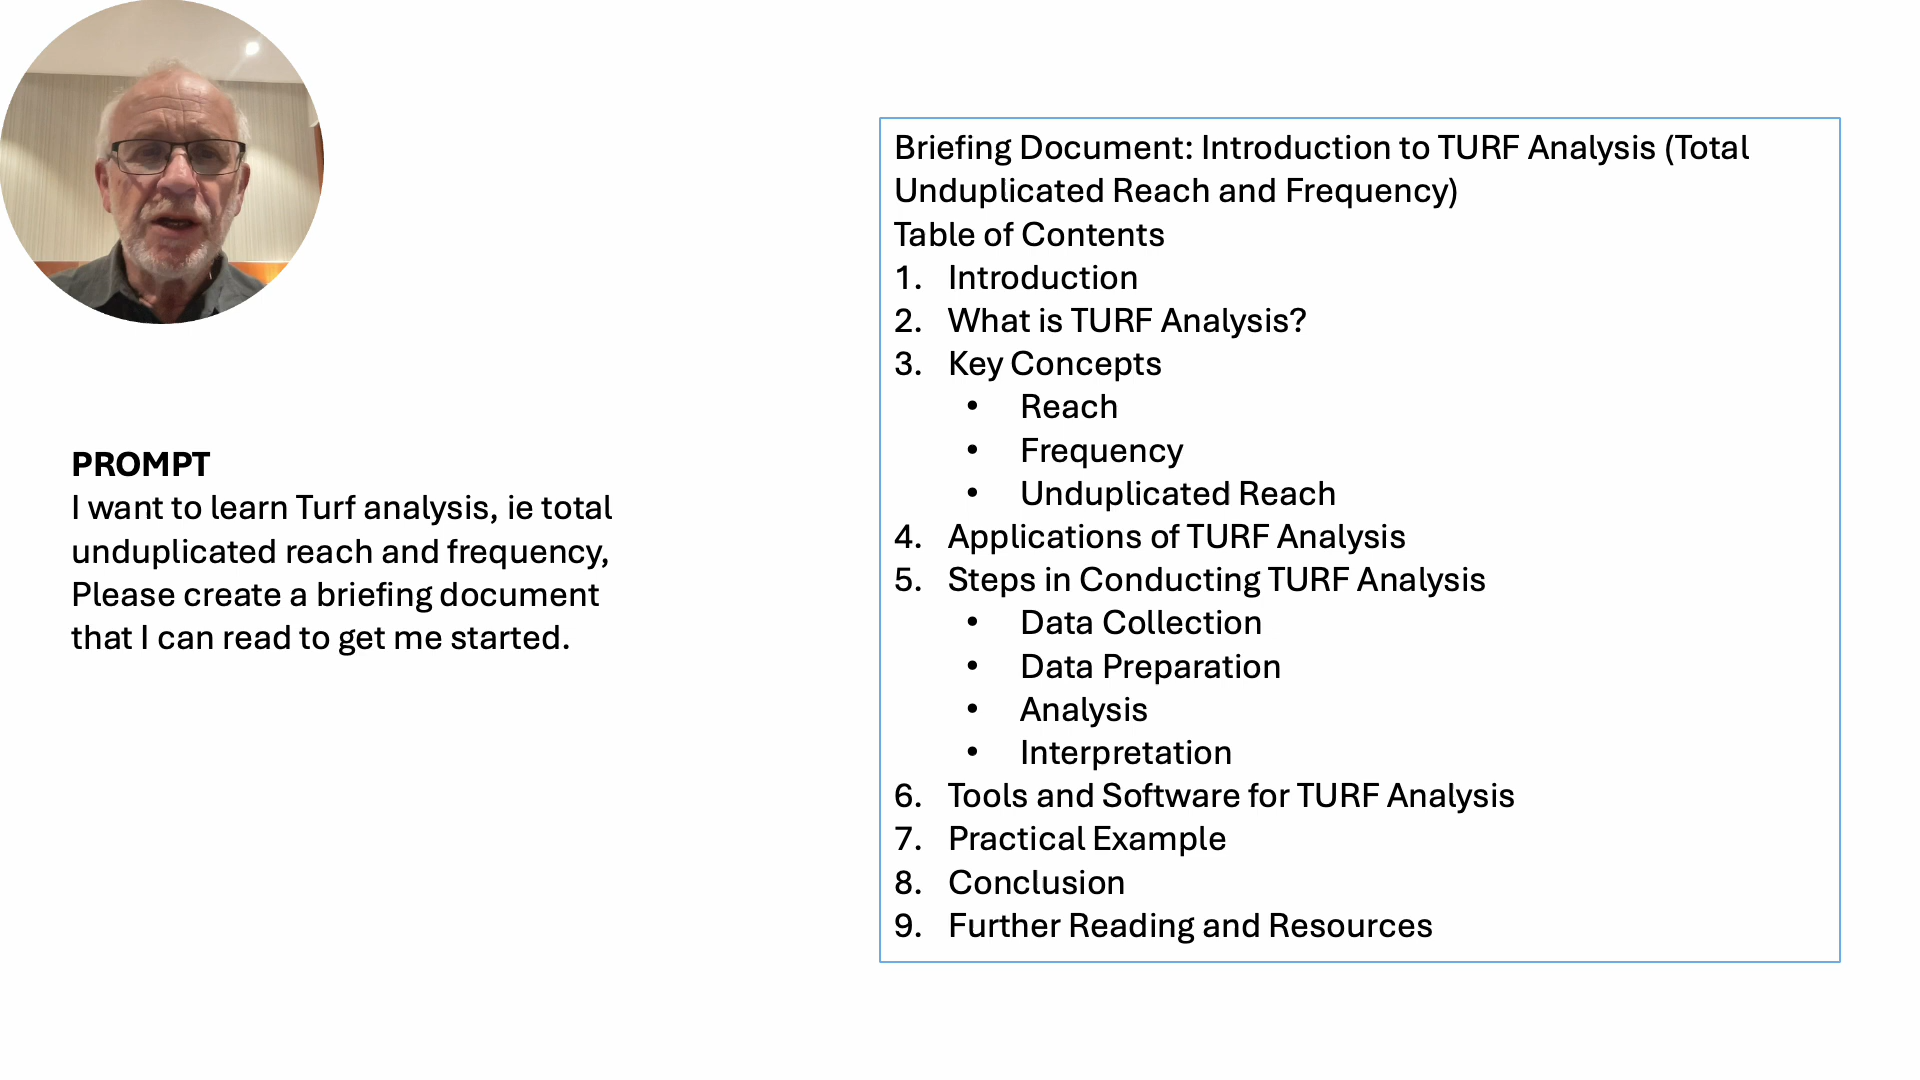 PROMPT
I want to learn Turf analysis, ie total
unduplicated reach and frequency,
Please create a briefing document
that I can read to get me started.
Briefing Document: Introduction to TURF Analysis (Total
Unduplicated Reach and Frequency)
Table of Contents
1. Introduction
2. What is TURF Analysis?
3. Key Concepts
• Reach
• Frequency
• Unduplicated Reach
4. Applications of TURF Analysis
5. Steps in Conducting TURF Analysis
• Data Collection
• Data Preparation
• Analysis
• Interpretation
6. Tools and Software for TURF Analysis
7. Practical Example
8. Conclusion
9. Further Reading and Resources